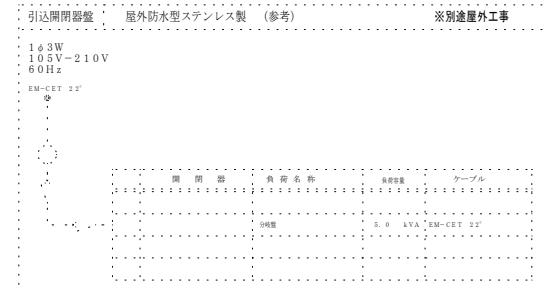 引込開閉器盤 屋外防水型ステンレス製 (参考) ※別途屋外工事
1φ3W
105V-210V
60Hz
EM-CET 22°
開閉器 負荷名称 負荷容量 ケーブル
分岐盤 5.0 kVA EM-CET 22°